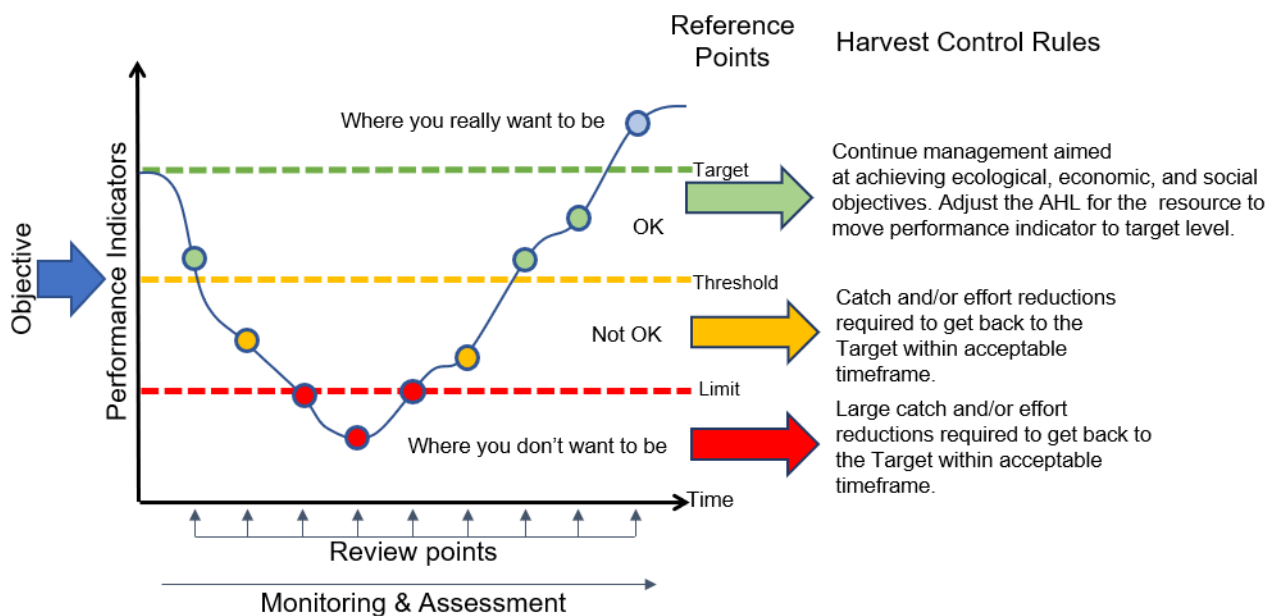 Reference
Points
Harvest Control Rules
Where you really want to be
Target
Continue management aimed
at achieving ecological, economic, and social
objectives. Adjust the AHL for the resource to
move performance indicator to target level.
OK
Objective
Performance Indicators
Threshold
Not OK
Catch and/or effort reductions
required to get back to the
Target within acceptable
timeframe.
Limit
Where you don’t want to be
Large catch and/or effort
reductions required to get back to
the Target within acceptable
timeframe.
Time
Review points
Monitoring & Assessment